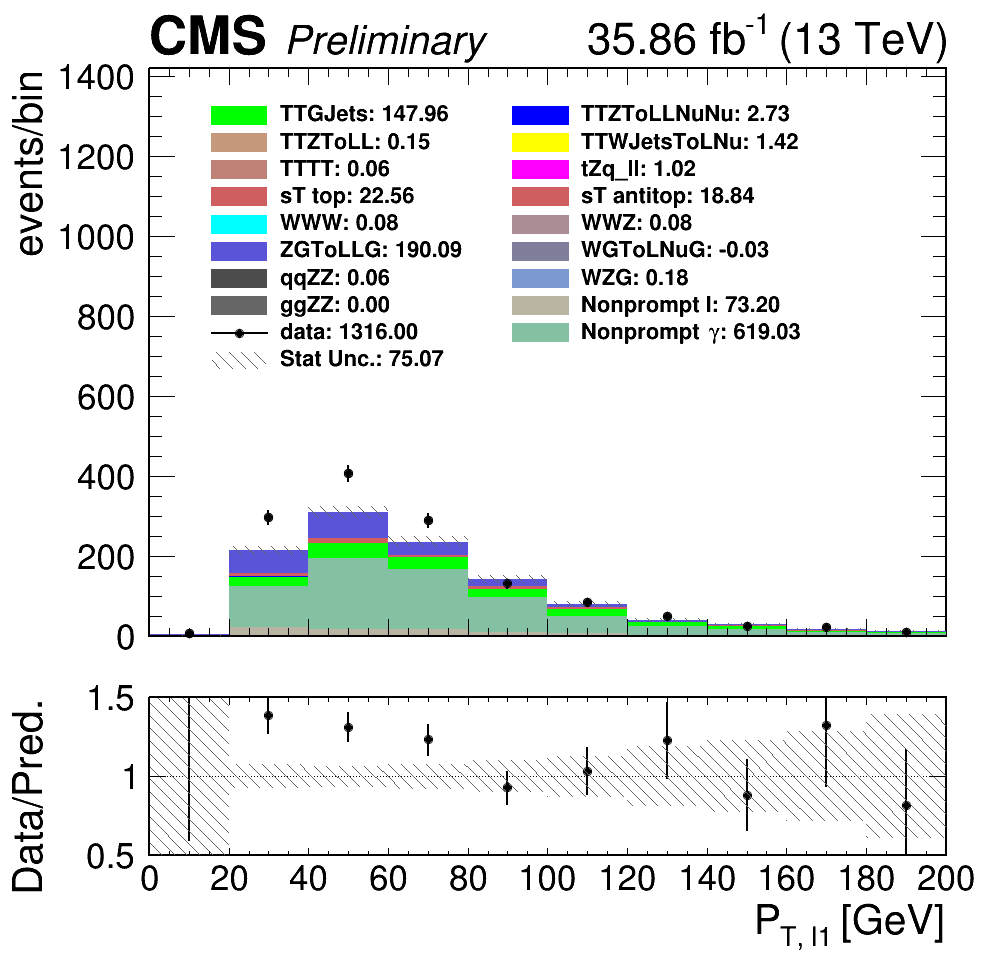 CMS Preliminary 35.86 fb-1 (13 TeV)
events/bin
1400
1200
1000
800
600
400
200
0
TTGJets: 147.96
TTZToLLNuNu: 2.73
TTZToLL: 0.15
TTWJetsToLNu: 1.42
TTTT: 0.06
tZq_ll: 1.02
sT top: 22.56
sT antitop: 18.84
WWW: 0.08
WWZ: 0.08
ZGToLLG: 190.09
WGToLNuG: -0.03
qqZZ: 0.06
WZG: 0.18
ggZZ: 0.00
Nonprompt l: 73.20
data: 1316.00
Nonprompt γ: 619.03
Stat Unc.: 75.07
Data/Pred.
1.5
1
0.5
0 20 40 60 80 100 120 140 160 180 200
PT, l1 [GeV]